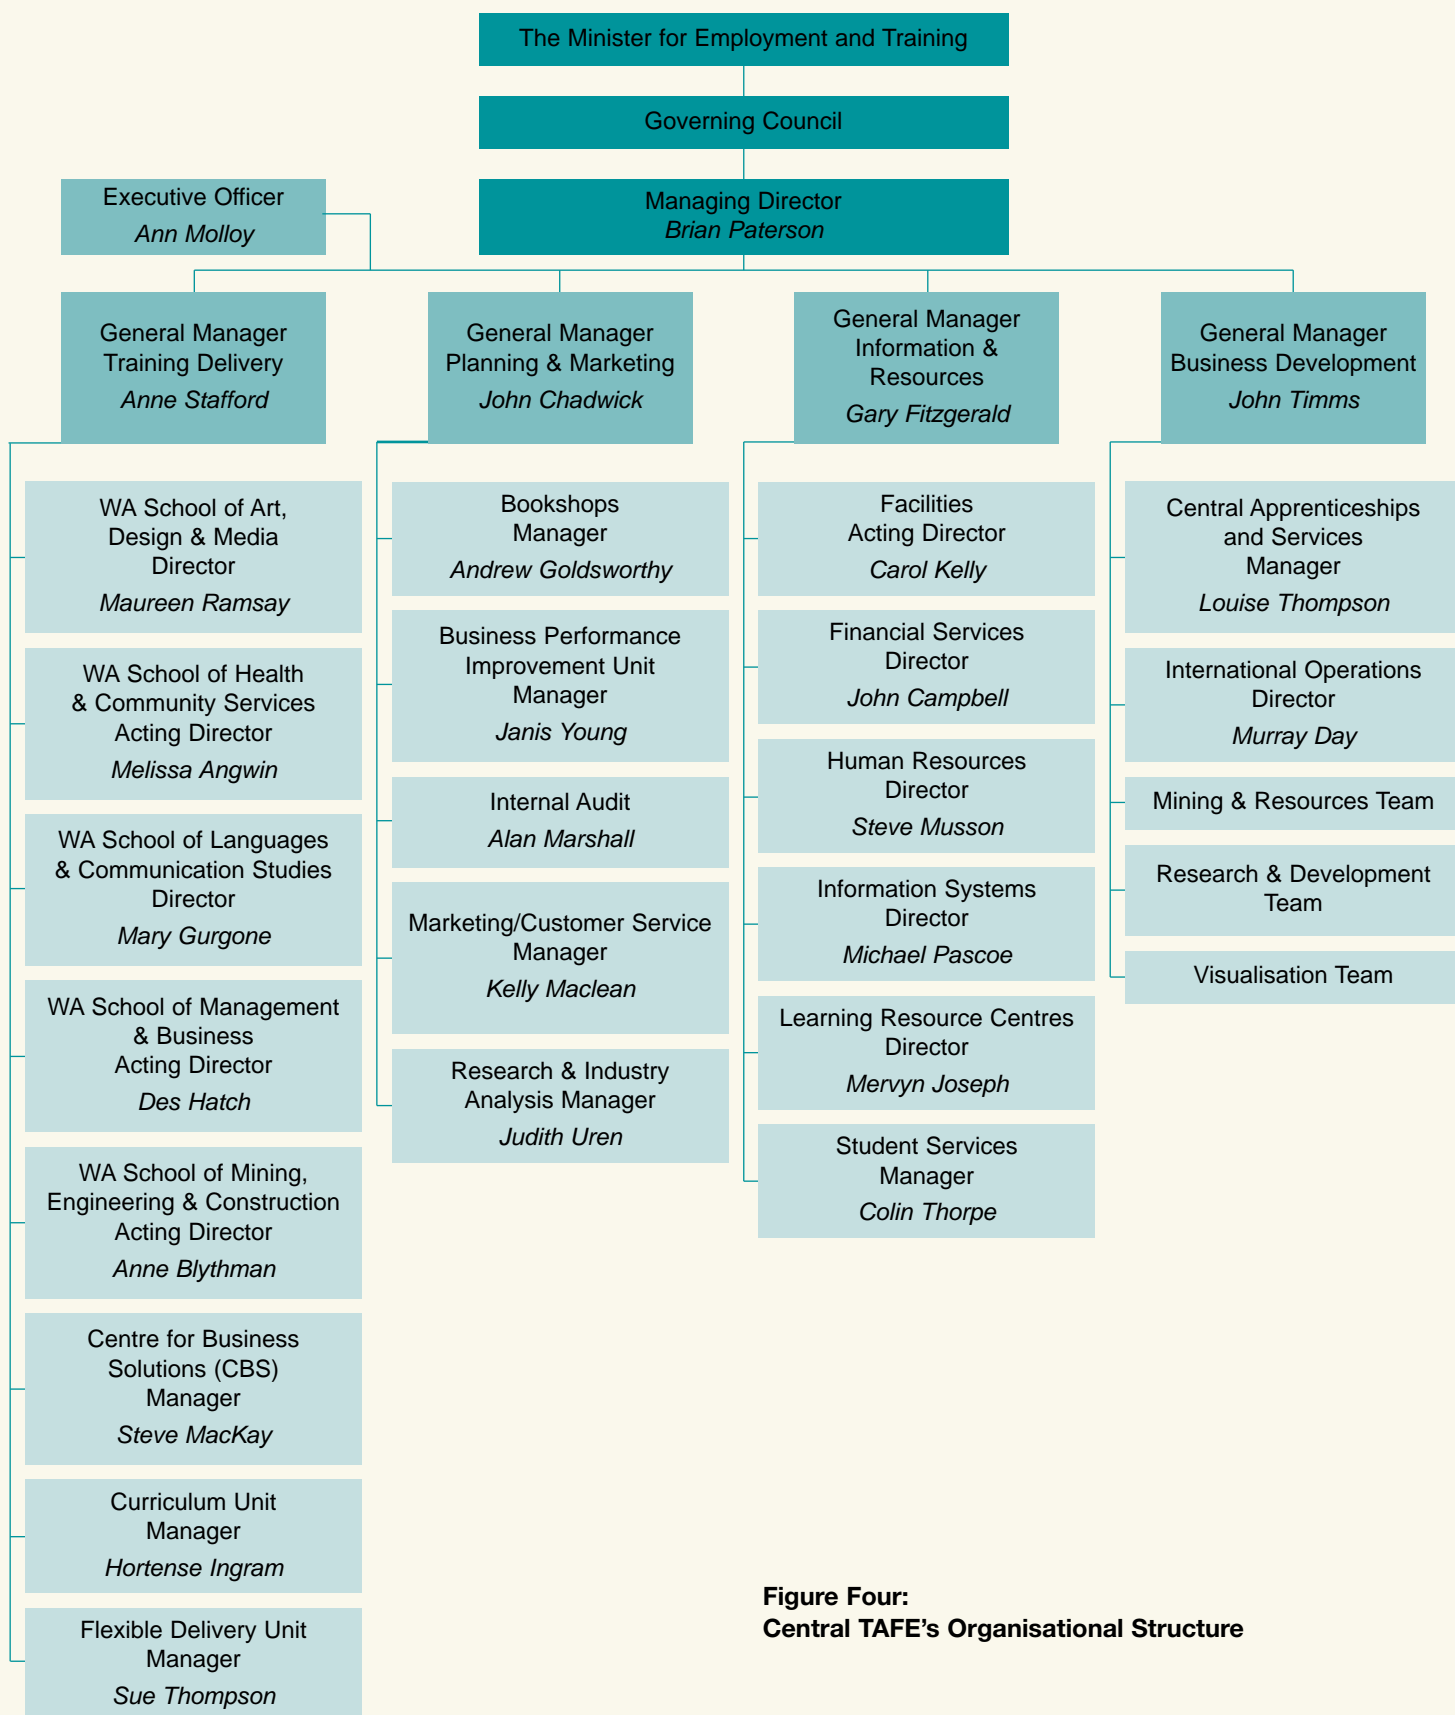 The Minister for Employment and Training
Governing Council
Managing Director
Brian Paterson
Executive Officer
Ann Molloy
General Manager
Training Delivery
Anne Stafford
General Manager
Planning & Marketing
John Chadwick
General Manager
Information &
Resources
Gary Fitzgerald
General Manager
Business Development
John Timms
WA School of Art,
Design & Media
Director
Maureen Ramsay
WA School of Health
& Community Services
Acting Director
Melissa Angwin
WA School of Languages
& Communication Studies
Director
Mary Gurgone
WA School of Management
& Business
Acting Director
Des Hatch
WA School of Mining,
Engineering & Construction
Acting Director
Anne Blythman
Centre for Business
Solutions (CBS)
Manager
Steve MacKay
Curriculum Unit
Manager
Hortense Ingram
Flexible Delivery Unit
Manager
Sue Thompson
Bookshops
Manager
Andrew Goldsworthy
Business Performance
Improvement Unit
Manager
Janis Young
Internal Audit
Alan Marshall
Marketing/Customer Service
Manager
Kelly Maclean
Research & Industry
Analysis Manager
Judith Uren
Facilities
Acting Director
Carol Kelly
Financial Services
Director
John Campbell
Human Resources
Director
Steve Musson
Information Systems
Director
Michael Pascoe
Learning Resource Centres
Director
Mervyn Joseph
Student Services
Manager
Colin Thorpe
Central Apprenticeships
and Services
Manager
Louise Thompson
International Operations
Director
Murray Day
Mining & Resources Team
Research & Development
Team
Visualisation Team
Figure Four:
Central TAFE's Organisational Structure